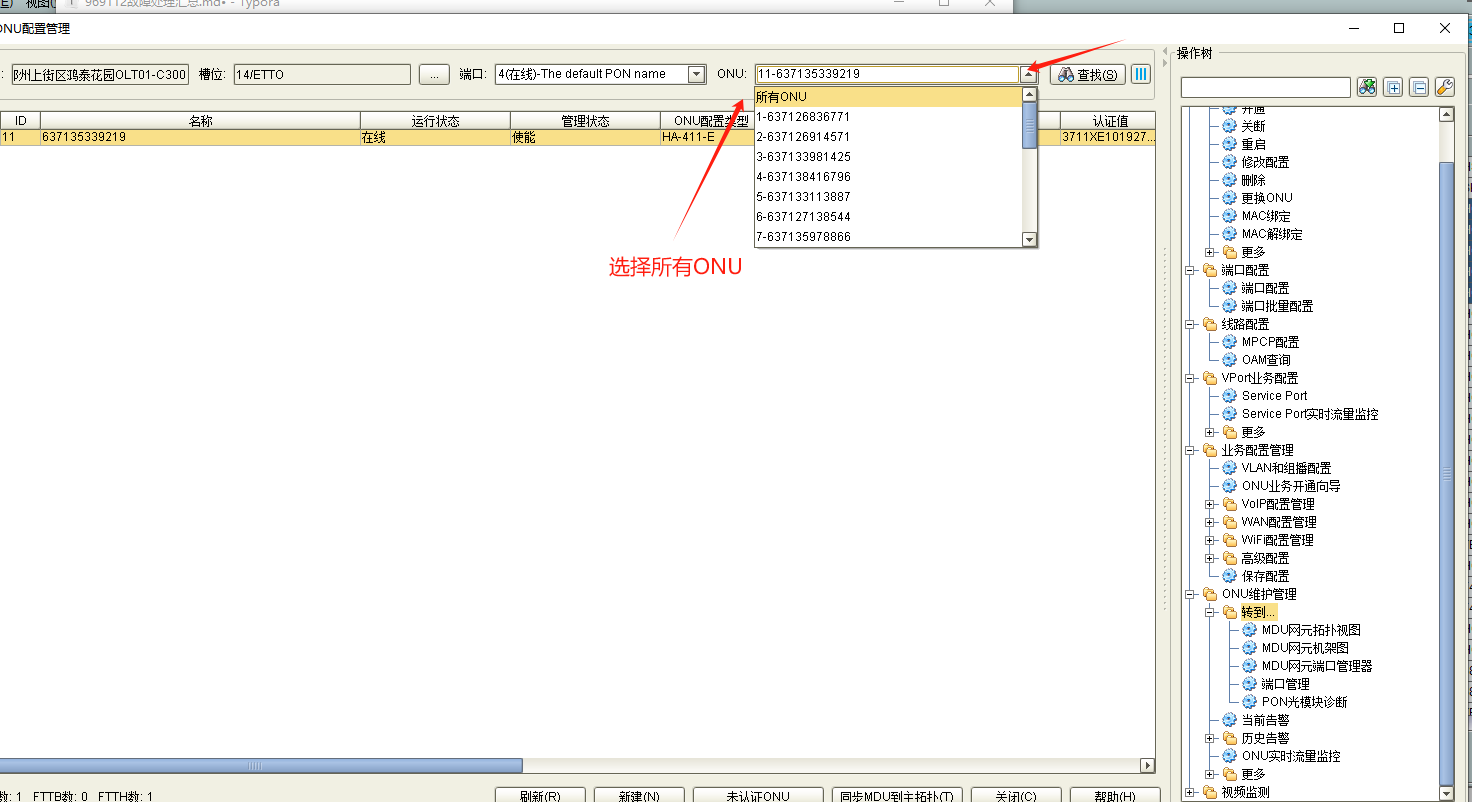 969112故障处理汇总.md• - Typora
ONU配置管理
操作树
上街区鸿泰花园OLT01-C300 槽位: 14/ETTO ... 端口: 4(在线)-The default PON name ONU: 11-637135339219 查找(S)
所有ONU
1-637126836771
2-637126914571
3-637133981425
4-637138416796
5-637133113887
6-637127138544
7-637135978866
ID 名称 运行状态 管理状态 ONU配置类型 认证值
11 637135339219 在线 使能 HA-411-E 3711XE101927...
选择所有ONU
开通
关断
重启
修改配置
删除
更换ONU
MAC绑定
MAC解绑定
更多
端口配置
端口配置
端口批量配置
线路配置
MPCP配置
OAM查询
VPort业务配置
Service Port
Service Port实时流量监控
更多
业务配置管理
VLAN和组播配置
ONU业务开通向导
VoIP配置管理
WAN配置管理
WiFi配置管理
高级配置
保存配置
ONU维护管理
转到...
MDU网元拓扑视图
MDU网元机架图
MDU网元端口管理器
端口管理
PON光模块诊断
当前告警
历史告警
ONU实时流量监控
更多
视频监测
数: 1 FTTB数: 0 FTTH数: 1
刷新(R) 新建(N) 未认证ONU 同步MDU到主拓扑(T) 关闭(C) 帮助(H)